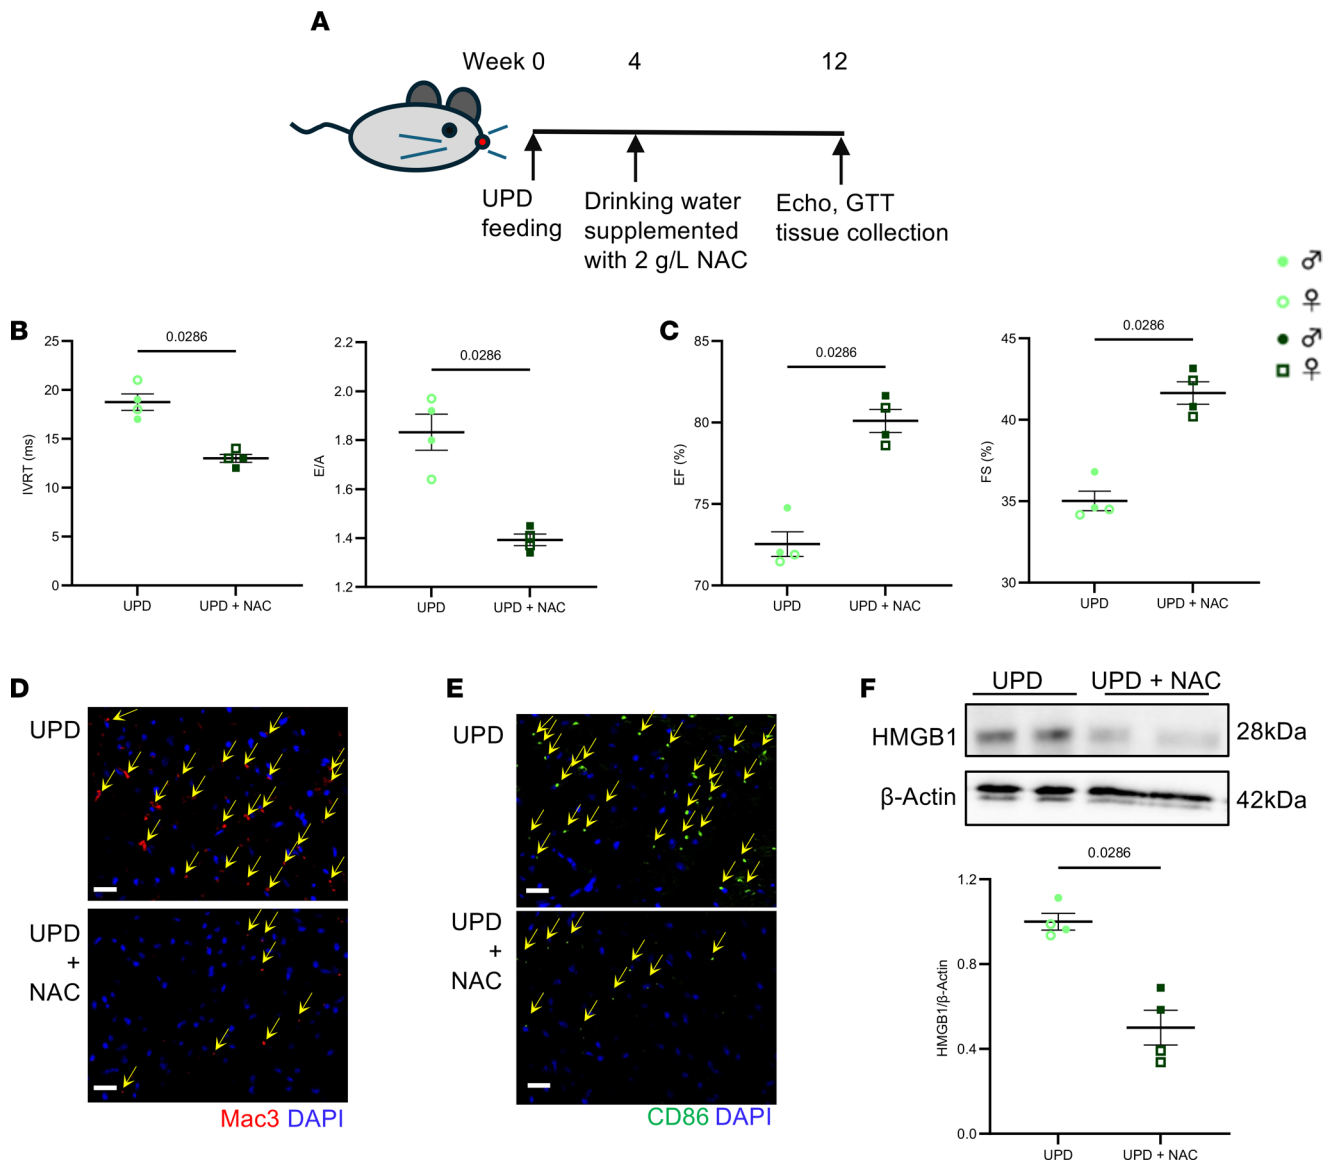 A
Week 0 4 12
UPD
feeding
Drinking water
supplemented
with 2 g/L NAC
Echo, GTT
tissue collection
♂
♀
♂
♀
B
IVRT (ms)
25
20
15
10
5
0
0.0286
UPD UPD + NAC
E/A
2.2
2.0
1.8
1.6
1.4
1.2
0.0286
UPD UPD + NAC
C
EF (%)
85
80
75
70
0.0286
UPD UPD + NAC
FS (%)
45
40
35
30
0.0286
UPD UPD + NAC
D
UPD
UPD
+
NAC
Mac3 DAPI
E
UPD
UPD
+
NAC
CD86 DAPI
F
UPD UPD + NAC
HMGB1 28kDa
β-Actin 42kDa
HMGB1/β-Actin
1.2
0.8
0.4
0.0
0.0286
UPD UPD + NAC